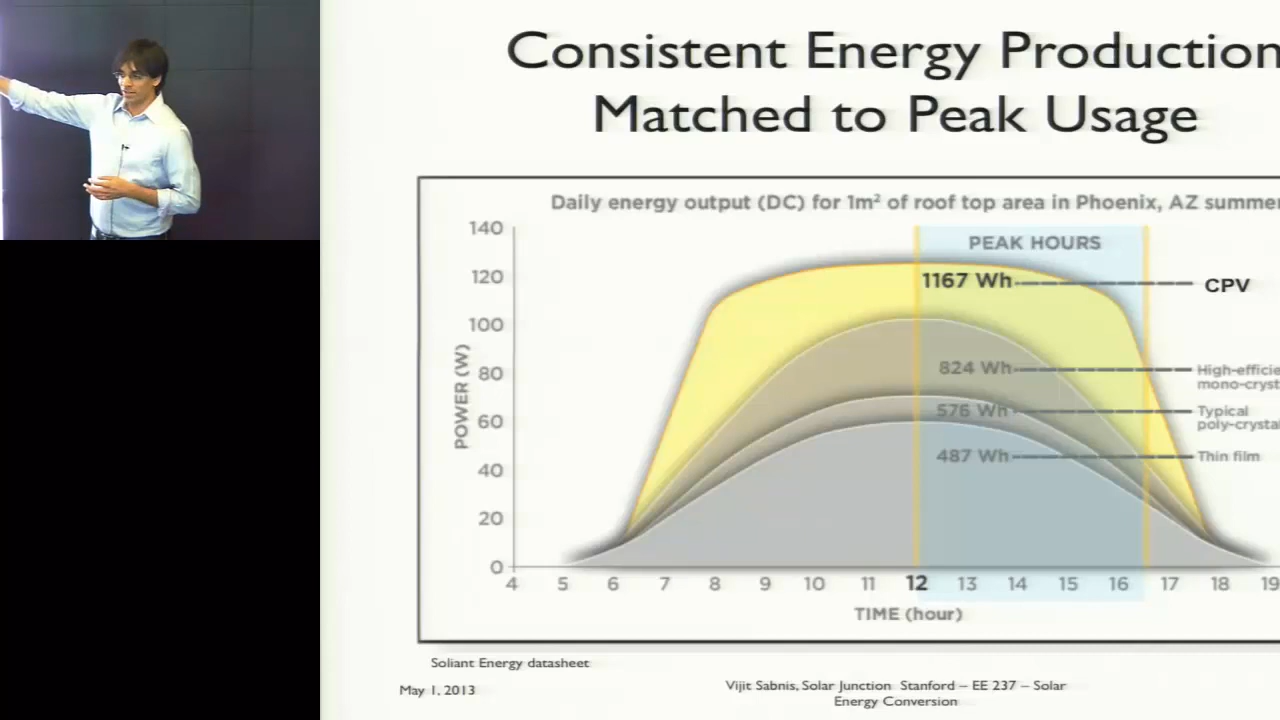 Consistent Energy Production
Matched to Peak Usage
Daily energy output (DC) for 1m² of roof top area in Phoenix, AZ summer
140
PEAK HOURS
120
1167 Wh
CPV
100
80
824 Wh
High-efficie
mono-cryst
60
576 Wh
Typical
poly-crysta
40
487 Wh
Thin film
20
0
POWER (W)
4 5 6 7 8 9 10 11 12 13 14 15 16 17 18 19
TIME (hour)
Soliant Energy datasheet
May 1, 2013
Vijit Sabnis, Solar Junction Stanford – EE 237 – Solar
Energy Conversion